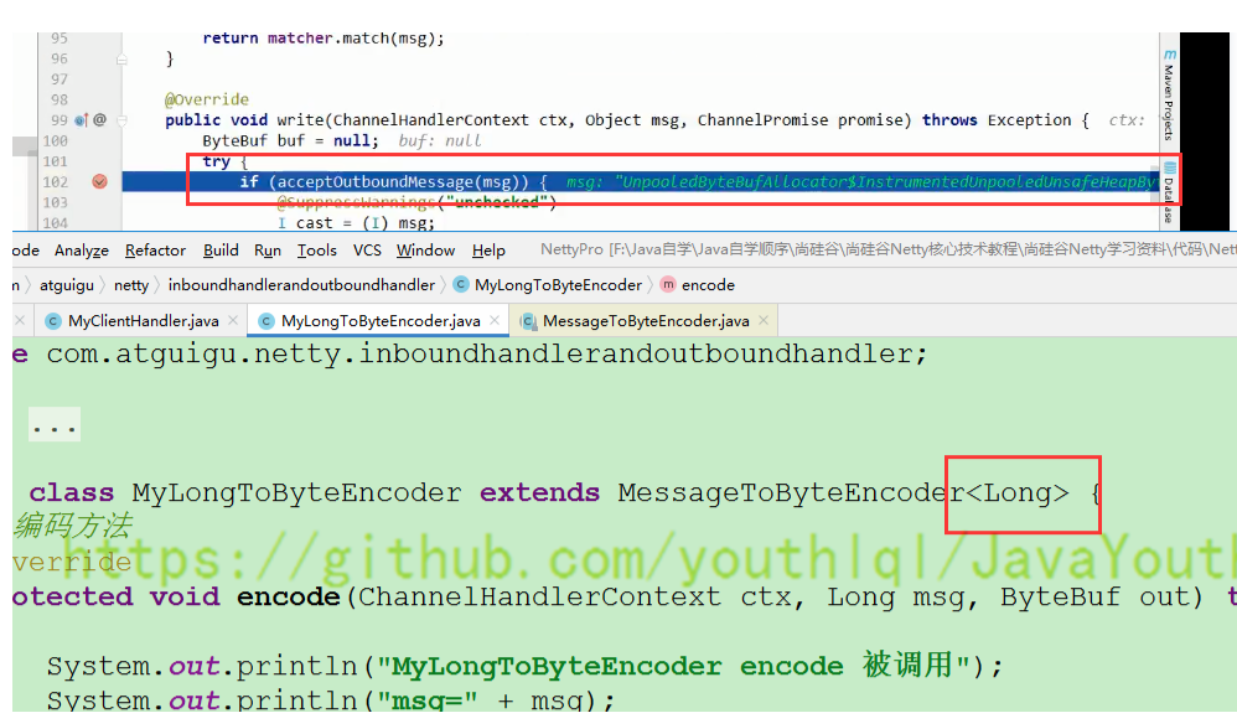 95 return matcher.match(msg);
96 }
97
98 @Override
99 @ public void write(ChannelHandlerContext ctx, Object msg, ChannelPromise promise) throws Exception { ctx:
100 ByteBuf buf = null; buf: null
101 try {
102 if (acceptOutboundMessage(msg)) { msg: "UnpooledByteBufAllocator$InstrumentedUnpooledUnsafeHeapBy
103 @SuppressWarnings("unchecked")
104 I cast = (I) msg;
Maven Projects
Database
ode Analyze Refactor Build Run Tools VCS Window Help NettyPro [F:\Java自学\Java自学顺序\尚硅谷\尚硅谷Netty核心技术教程\尚硅谷Netty学习资料\代码\Nett
n 〉 atguigu 〉 netty 〉 inboundhandlerandoutboundhandler 〉 MyLongToByteEncoder 〉 encode
MyClientHandler.java × MyLongToByteEncoder.java × MessageToByteEncoder.java ×
e com.atguigu.netty.inboundhandlerandoutboundhandler;
...
class MyLongToByteEncoder extends MessageToByteEncoder<Long> {
编码方法
verride
https://github.com/youthlql/JavaYout
otected void encode(ChannelHandlerContext ctx, Long msg, ByteBuf out) t
System.out.println("MyLongToByteEncoder encode 被调用");
System.out.println("msg=" + msg);